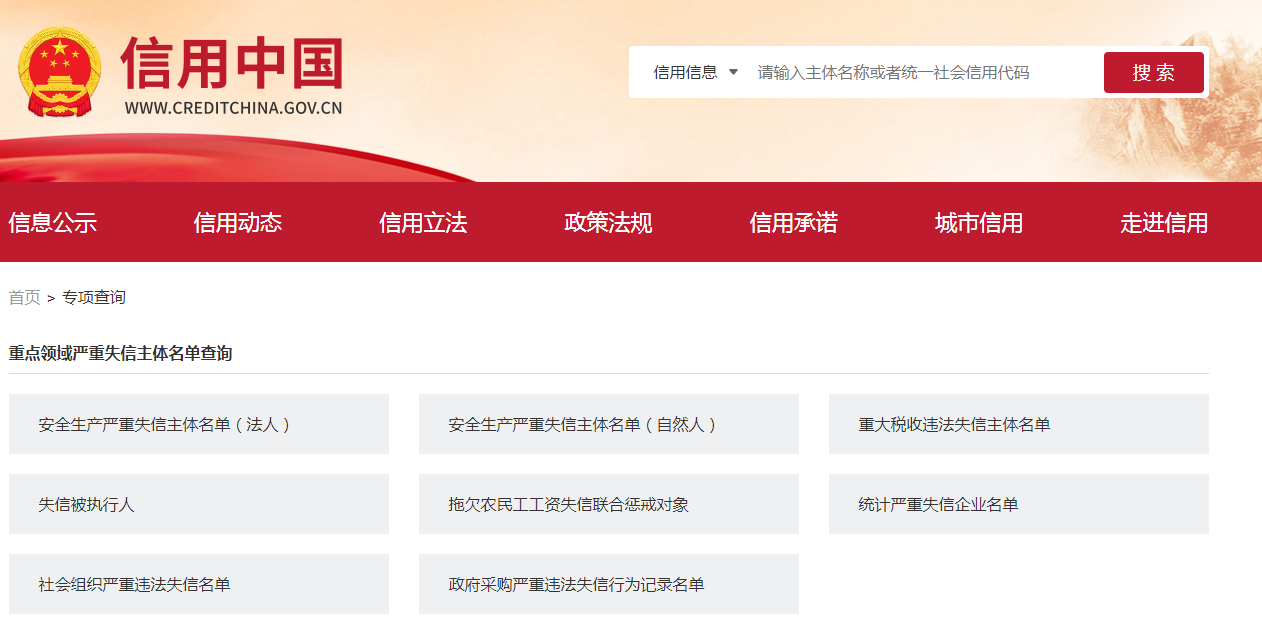 信用中国
WWW.CREDITCHINA.GOV.CN
信用信息 请输入主体名称或者统一社会信用代码 搜 索
信息公示 信用动态 信用立法 政策法规 信用承诺 城市信用 走进信用
首页 > 专项查询
重点领域严重失信主体名单查询
安全生产严重失信主体名单（法人） 安全生产严重失信主体名单（自然人） 重大税收违法失信主体名单
失信被执行人 拖欠农民工工资失信联合惩戒对象 统计严重失信企业名单
社会组织严重违法失信名单 政府采购严重违法失信行为记录名单